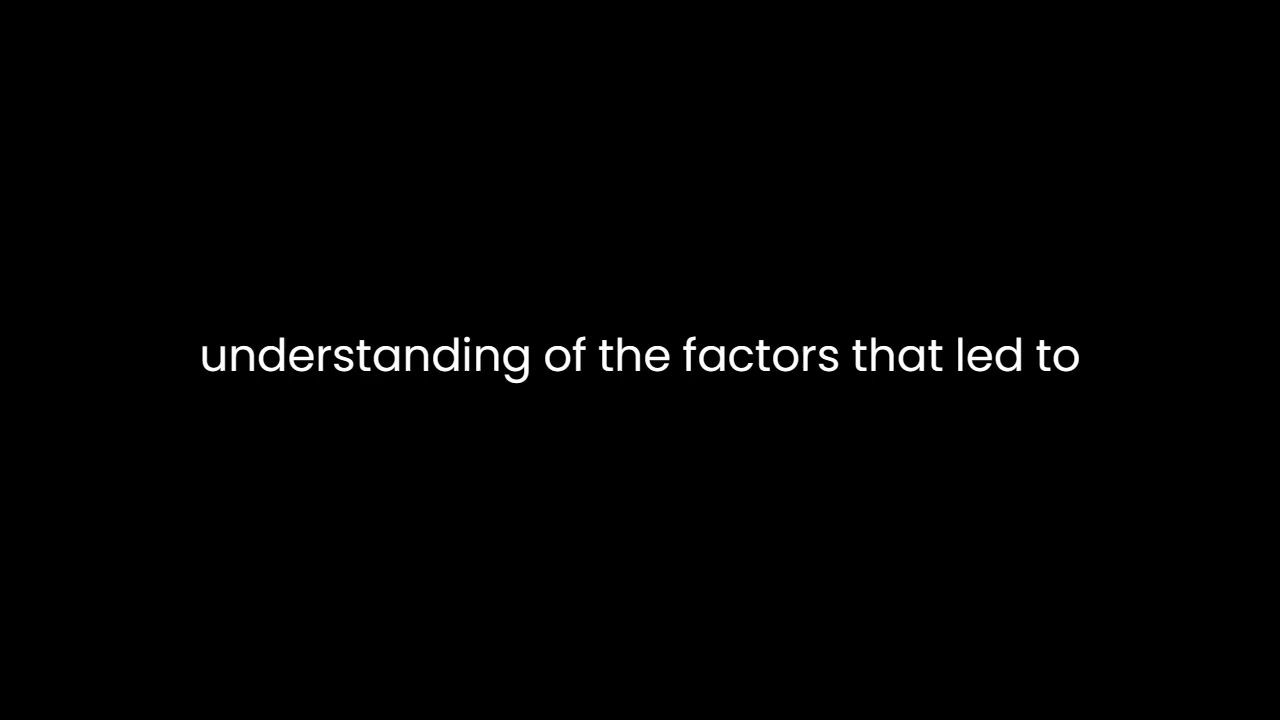 understanding of the factors that led to